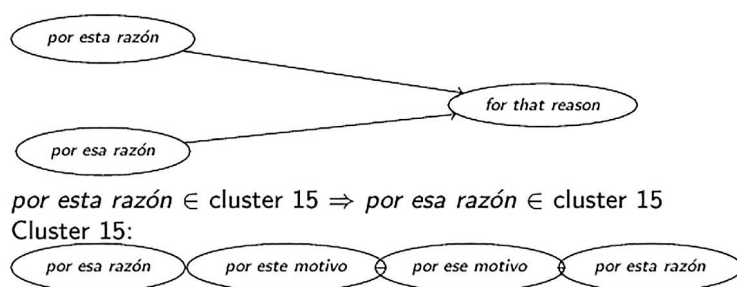 por esta razón
for that reason
por esa razón
por esta razón ∈ cluster 15 ⇒ por esa razón ∈ cluster 15
Cluster 15:
por esa razón por este motivo por ese motivo por esta razón